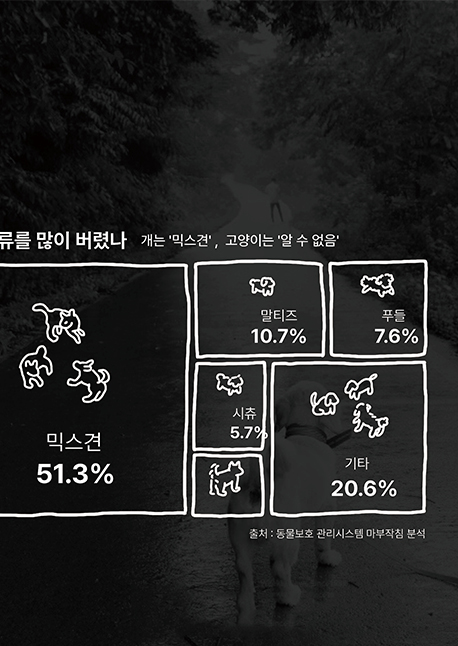 류를 많이 버렸나 개는 '믹스견', 고양이는 '알 수 없음'
말티즈
10.7%
푸들
7.6%
시츄
5.7%
믹스견
51.3%
기타
20.6%
출처 : 동물보호 관리시스템 마부작침 분석